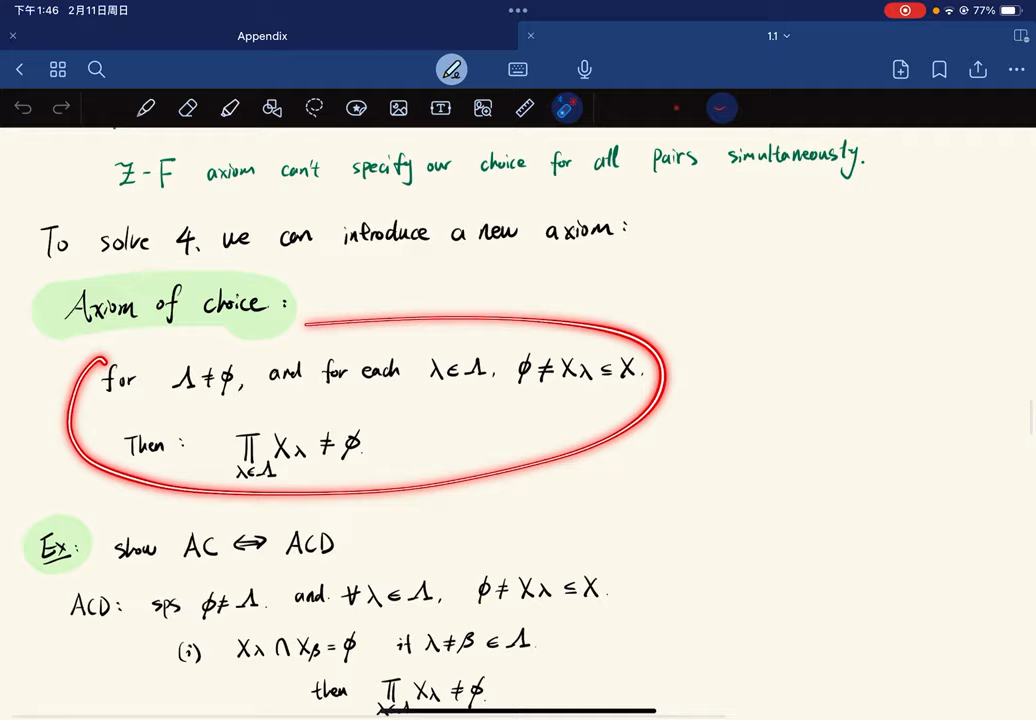 下午1:46 2月11日周日
77%
Appendix
1.1
Z-F axiom can't specify our choice for all pairs simultaneously.
To solve 4, we can introduce a new axiom:
Axiom of choice:
for Λ≠φ, and for each λ∈Λ, φ≠Xλ⊆X.
Then: ∏ Xλ ≠ φ.
λ∈Λ
Ex: show AC ⇔ ACD
ACD: sps φ≠Λ. and. ∀λ∈Λ, φ≠Xλ⊆X.
(i) Xλ∩Xβ=φ if λ≠β∈Λ.
then ∏ Xλ≠φ.
λ∈Λ